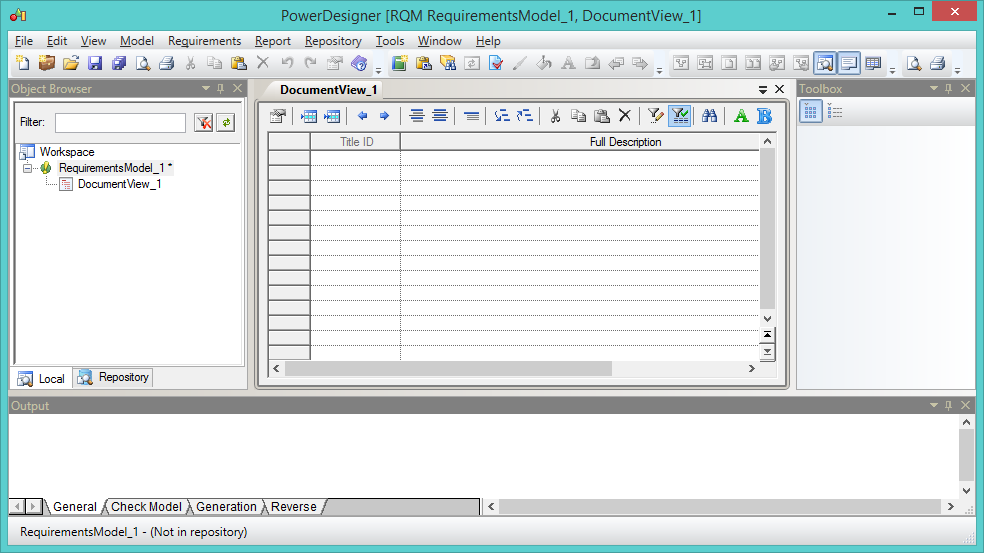 PowerDesigner [RQM RequirementsModel_1, DocumentView_1]
File Edit View Model Requirements Report Repository Tools Window Help
Object Browser
DocumentView_1
Toolbox
Filter:
Workspace
RequirementsModel_1 *
DocumentView_1
A B
Title ID Full Description
Local Repository
Output
General Check Model Generation Reverse
RequirementsModel_1 - (Not in repository)